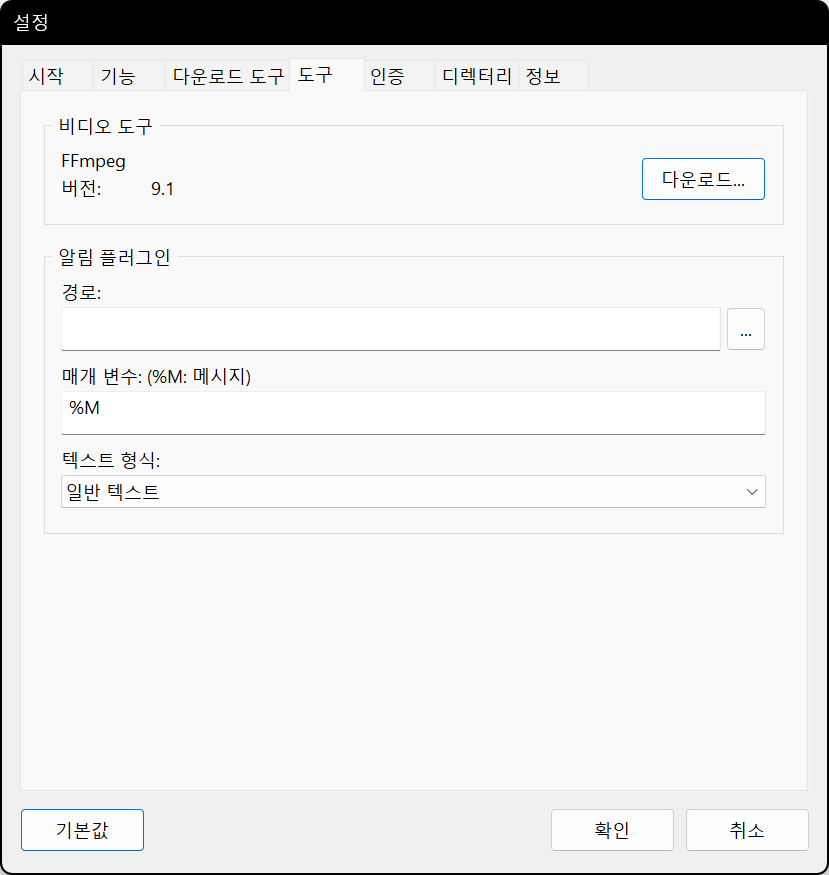 설정
시작 기능 다운로드 도구 도구 인증 디렉터리 정보
비디오 도구
FFmpeg
버전: 9.1
다운로드...
알림 플러그인
경로:
...
매개 변수: (%M: 메시지)
%M
텍스트 형식:
일반 텍스트
기본값 확인 취소